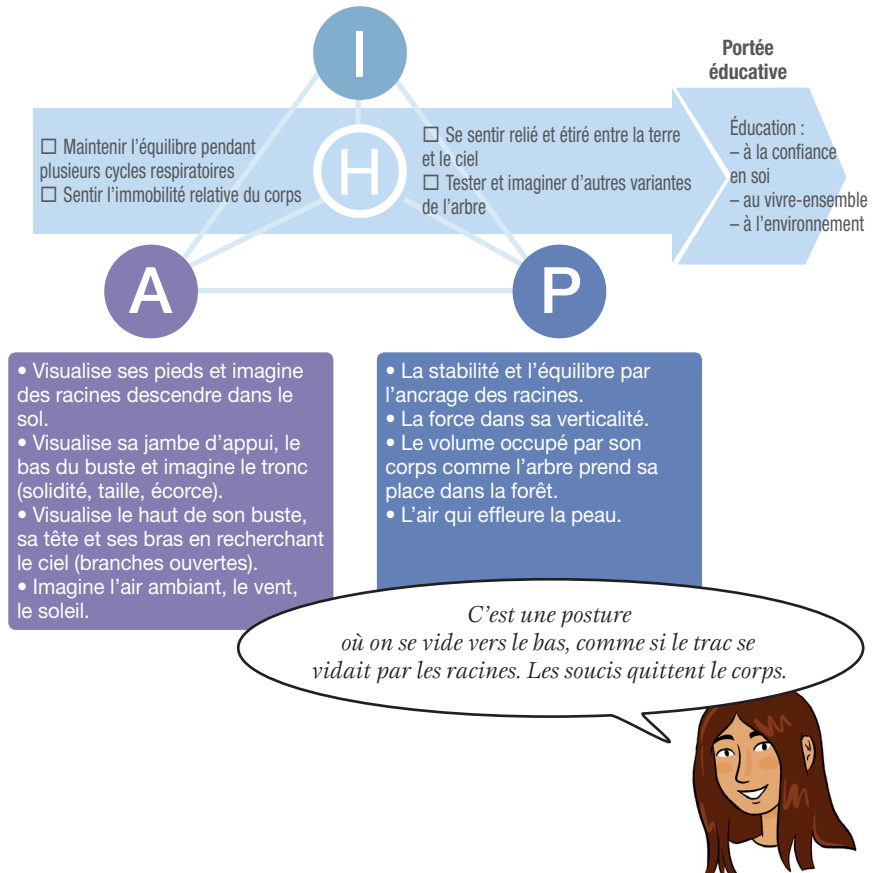 I
Portée
éducative
☐ Maintenir l'équilibre pendant
plusieurs cycles respiratoires
☐ Sentir l'immobilité relative du corps
H
☐ Se sentir relié et étiré entre la terre
et le ciel
☐ Tester et imaginer d'autres variantes
de l'arbre
Éducation :
– à la confiance
en soi
– au vivre-ensemble
– à l'environnement
A
P
• Visualise ses pieds et imagine
des racines descendre dans le
sol.
• Visualise sa jambe d'appui, le
bas du buste et imagine le tronc
(solidité, taille, écorce).
• Visualise le haut de son buste,
sa tête et ses bras en recherchant
le ciel (branches ouvertes).
• Imagine l'air ambiant, le vent,
le soleil.
• La stabilité et l'équilibre par
l'ancrage des racines.
• La force dans sa verticalité.
• Le volume occupé par son
corps comme l'arbre prend sa
place dans la forêt.
• L'air qui effleure la peau.
C'est une posture
où on se vide vers le bas, comme si le trac se
vidait par les racines. Les soucis quittent le corps.